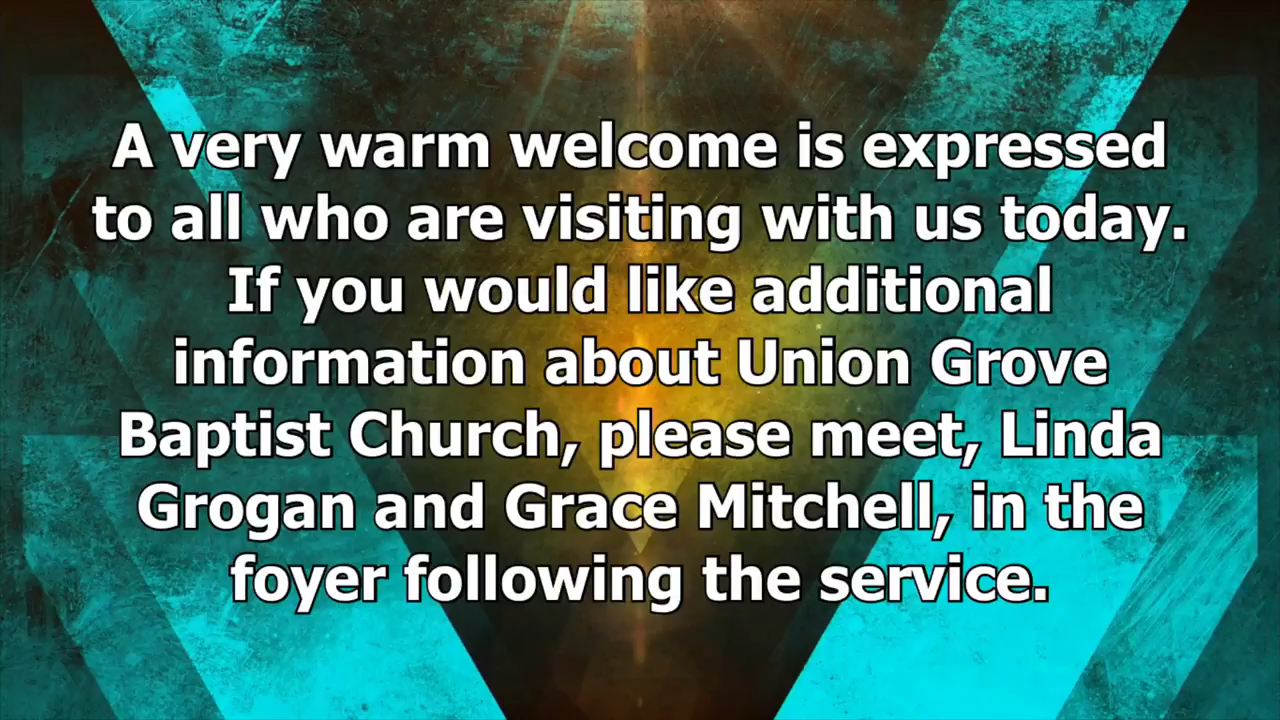 A very warm welcome is expressed
to all who are visiting with us today.
If you would like additional
information about Union Grove
Baptist Church, please meet, Linda
Grogan and Grace Mitchell, in the
foyer following the service.